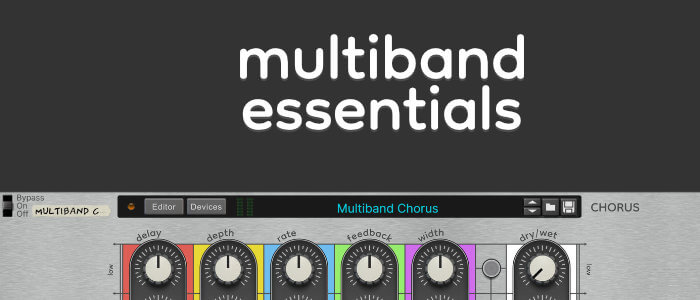 multiband
essentials
Bypass
On
Off
MULTIBAND C
Editor
Devices
Multiband Chorus
CHORUS
delay
depth
rate
feedback
width
dry/wet
low
low